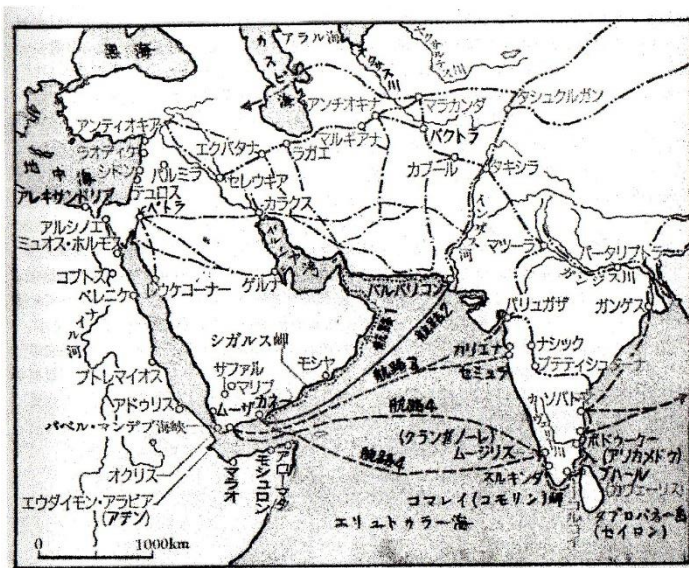 黒海
カスピ海
アラル海
アンチオキナ
マラカンダ
タシュクルガン
アンティオキア
マルギアナ
バクトラ
エクバタナ
ラガエ
ラオディケ
シドン
パルミラ
セレウキア
カブール
タキシラ
地中海
アレキサンドリア
テュロス
ペトラ
カラクス
インダス河
アルシノエ
ミュオス・ホルモス
マツーラ
パータリプトラ
ガンジス川
コプトス
レウケコーナー
ゲルナ
ペルシャ湾
バルバリコン
ベレニケ
バリュガザ
ガンゲス
ナイル河
シガルス岬
航路1
航路2
カリエナ
ナシック
サファル
モシヤ
航路3
セミュラ
プトレマイオス
マリブ
アドゥリス
ムーザ
カネー
航路4
ソパトマ
バベル・マンデブ海峡
(クランガノーレ)
ムージリス
ポドゥーケー
(アリカメドゥ)
オクリス
航路4
マラオ
モンシュロン
アローマタ
ネルキンダ
コマレイ(コモリン)岬
エウダイモン・アラビア
(アデン)
エリュトゥラー海
タプロバネー島
(セイロン)
0
1000km